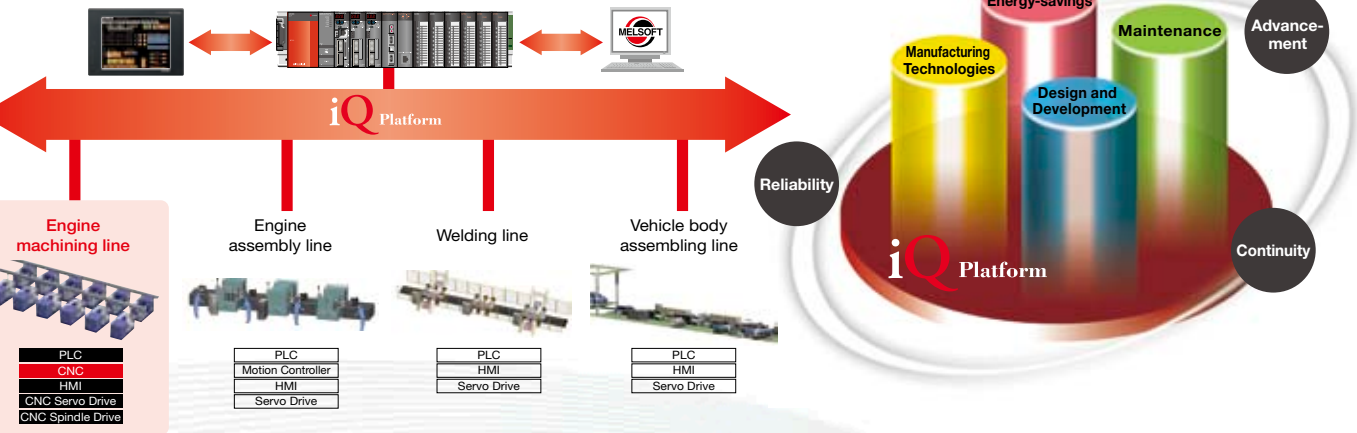 MELSOFT
iQ Platform
Engine
machining line
PLC
CNC
HMI
CNC Servo Drive
CNC Spindle Drive
Engine
assembly line
PLC
Motion Controller
HMI
Servo Drive
Welding line
PLC
HMI
Servo Drive
Vehicle body
assembling line
PLC
HMI
Servo Drive
Energy-savings
Manufacturing
Technologies
Maintenance
Design and
Development
Advance-
ment
Reliability
Continuity
iQ Platform